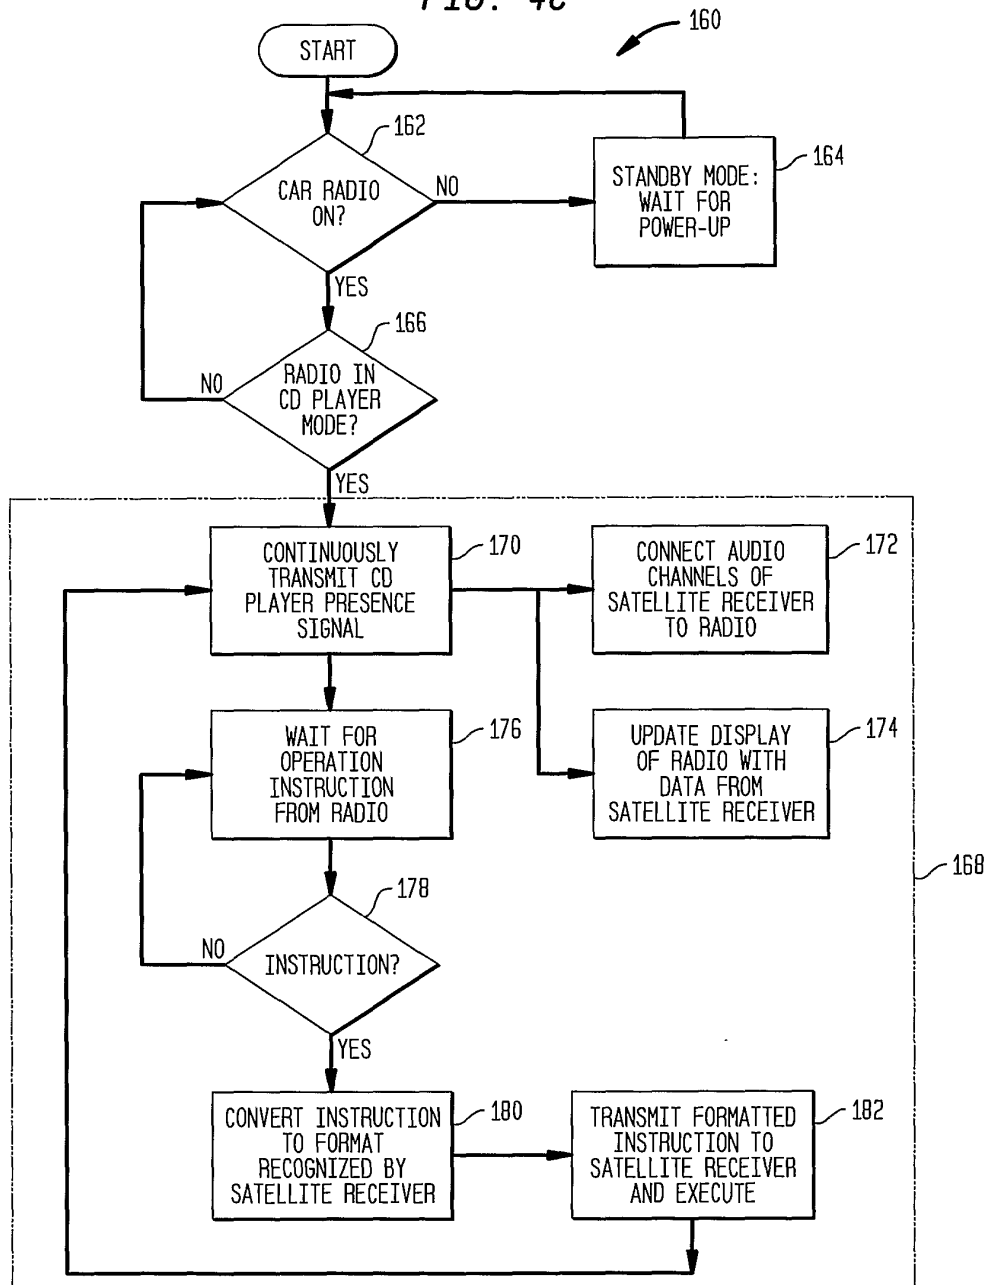 FIG. 4C
160
START
162
CAR RADIO
ON?
NO
164
STANDBY MODE:
WAIT FOR
POWER-UP
YES
166
RADIO IN
CD PLAYER
MODE?
NO
YES
170
CONTINUOUSLY
TRANSMIT CD
PLAYER PRESENCE
SIGNAL
172
CONNECT AUDIO
CHANNELS OF
SATELLITE RECEIVER
TO RADIO
176
WAIT FOR
OPERATION
INSTRUCTION
FROM RADIO
174
UPDATE DISPLAY
OF RADIO WITH
DATA FROM
SATELLITE RECEIVER
168
178
INSTRUCTION?
NO
YES
180
CONVERT INSTRUCTION
TO FORMAT
RECOGNIZED BY
SATELLITE RECEIVER
182
TRANSMIT FORMATTED
INSTRUCTION TO
SATELLITE RECEIVER
AND EXECUTE